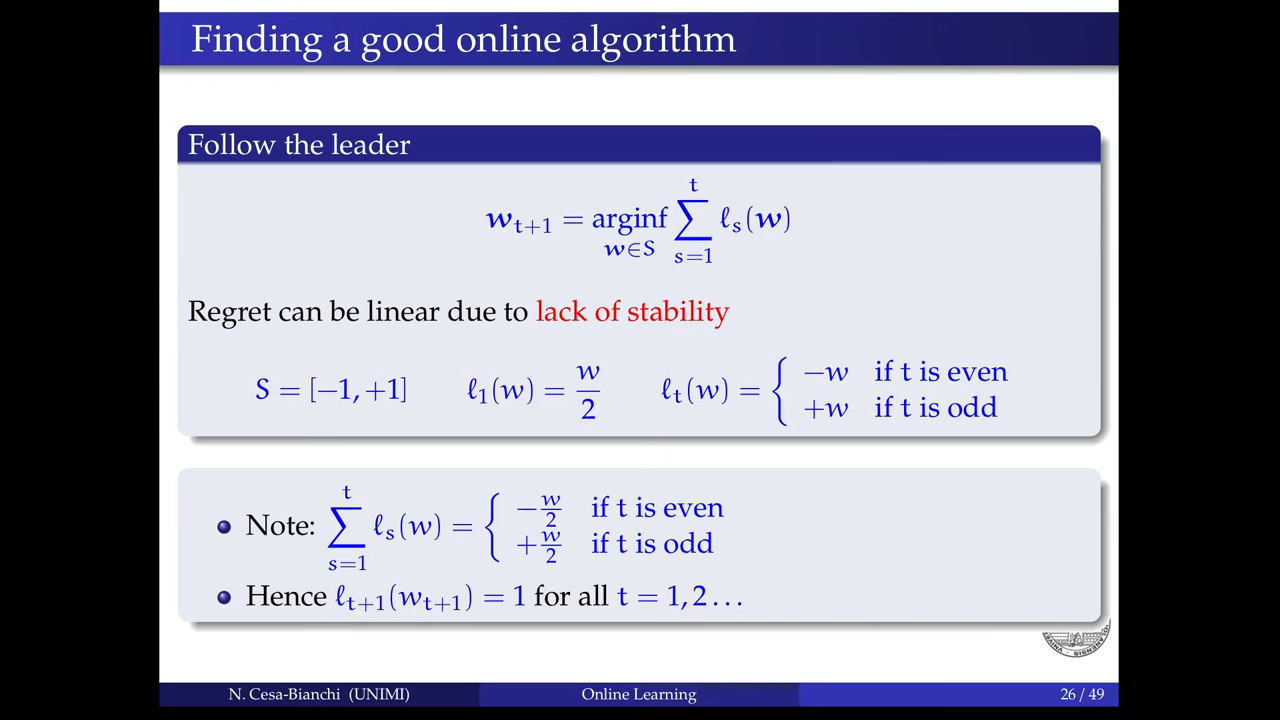 Finding a good online algorithm
Follow the leader
w_{t+1} = arginf_{w∈S} ∑_{s=1}^{t} ℓ_s(w)
Regret can be linear due to lack of stability
S = [−1, +1]   ℓ_1(w) = w/2   ℓ_t(w) = { −w if t is even
+w if t is odd
Note: ∑_{s=1}^{t} ℓ_s(w) = { −w/2 if t is even
+w/2 if t is odd
Hence ℓ_{t+1}(w_{t+1}) = 1 for all t = 1, 2 . . .
N. Cesa-Bianchi (UNIMI)   Online Learning   26 / 49